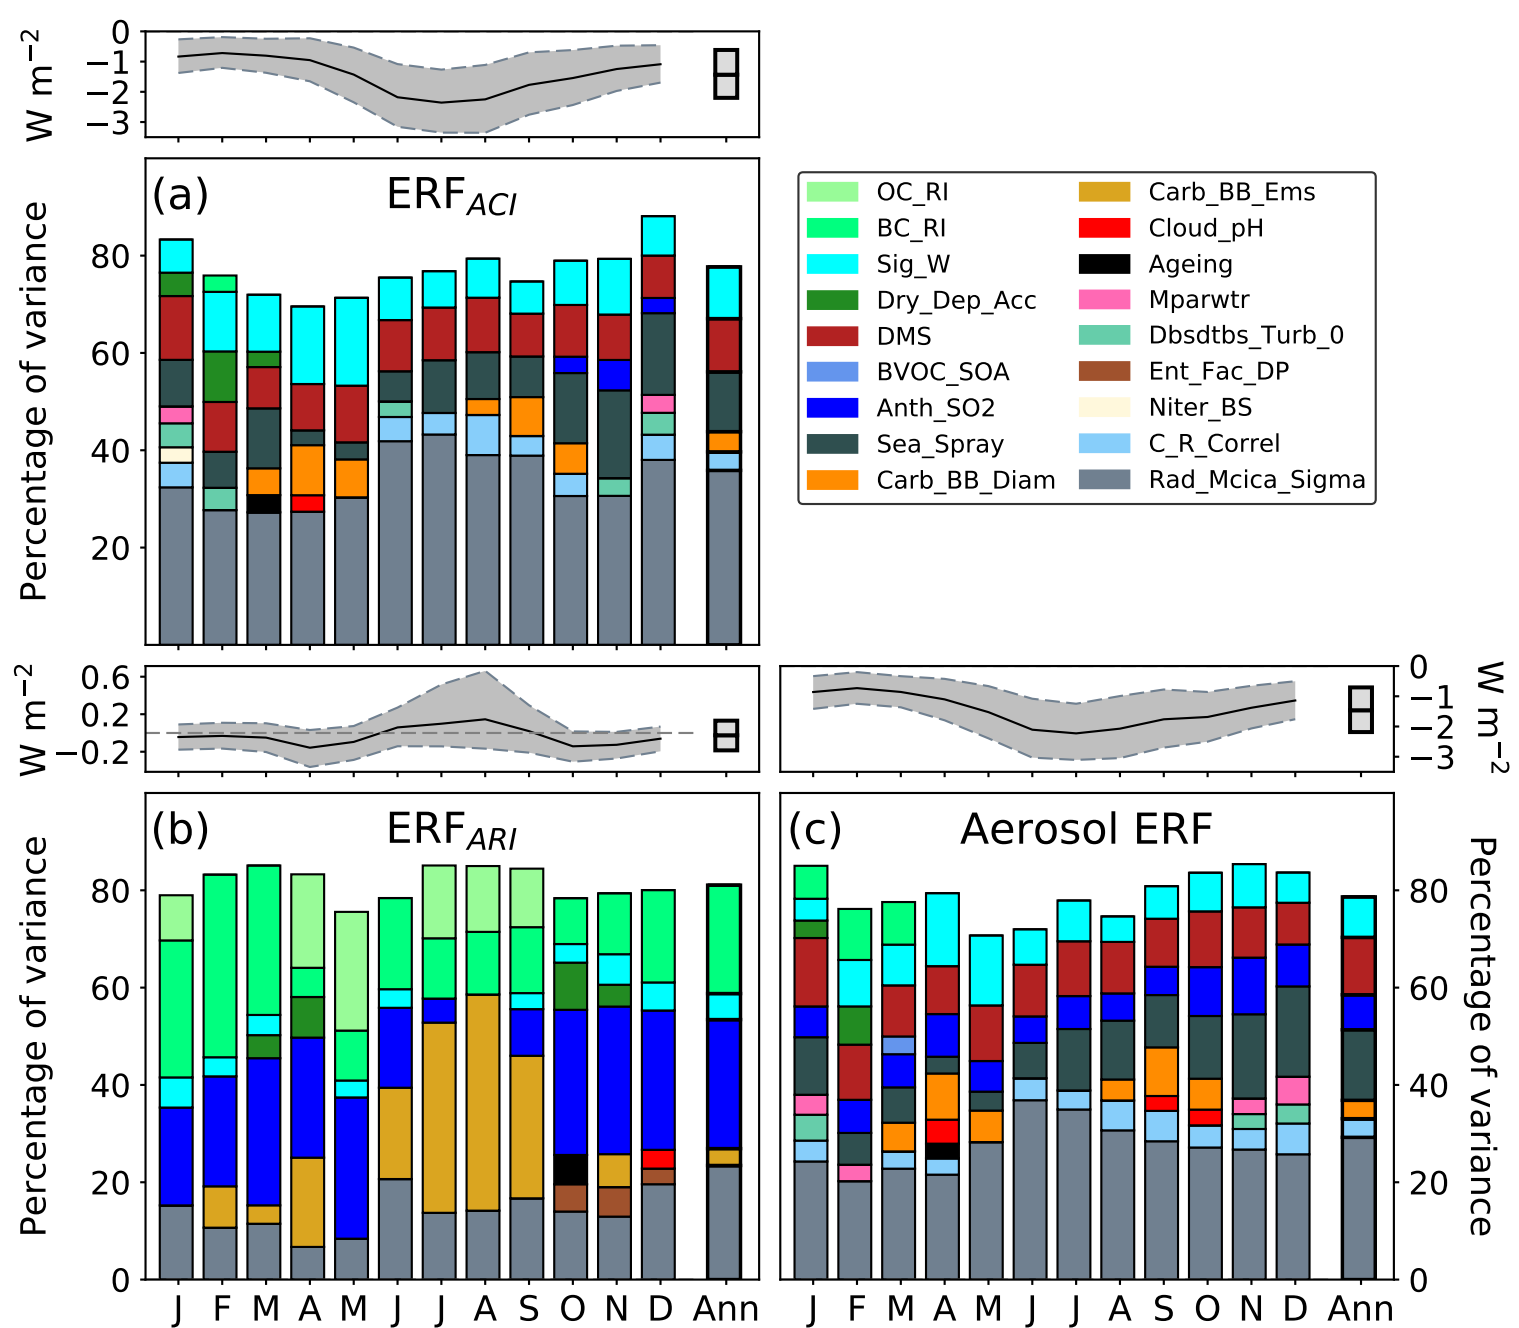 W m−2
0
−1
−2
−3
(a)
ERF_ACI
Percentage of variance
80
60
40
20
OC_RI
BC_RI
Sig_W
Dry_Dep_Acc
DMS
BVOC_SOA
Anth_SO2
Sea_Spray
Carb_BB_Diam
Carb_BB_Ems
Cloud_pH
Ageing
Mparwtr
Dbsdtbs_Turb_0
Ent_Fac_DP
Niter_BS
C_R_Correl
Rad_Mcica_Sigma
W m−2
0.6
0.2
−0.2
0
−1
−2
−3
W m−2
(b)
ERF_ARI
Percentage of variance
80
60
40
20
0
J F M A M J J A S O N D Ann
(c)
Aerosol ERF
80
60
40
20
0
Percentage of variance
J F M A M J J A S O N D Ann